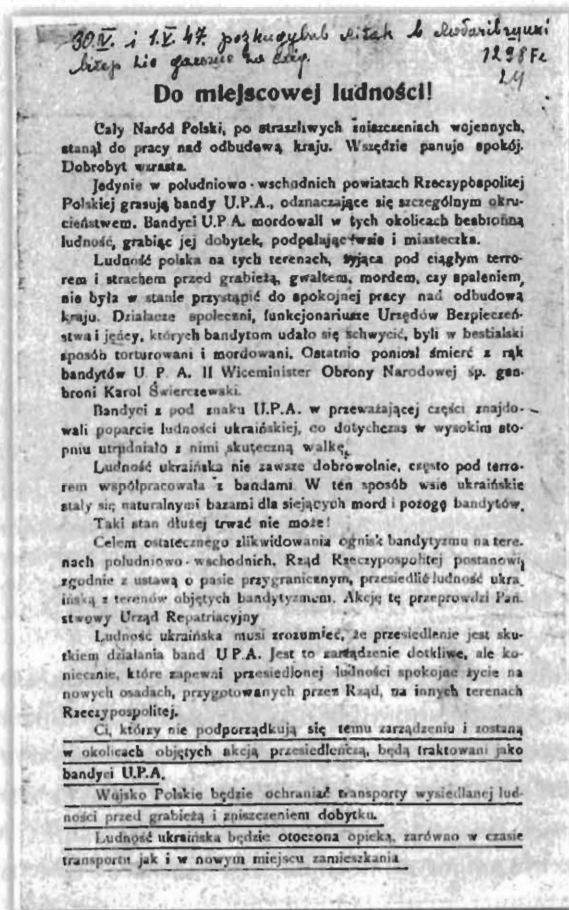 30.V. i 1.V.47.
1298
24
Do miejscowej ludności!
Cały Naród Polski, po straszliwych zniszczeniach wojennych,
stanął do pracy nad odbudową kraju. Wszędzie panuje spokój.
Dobrobyt wzrasta.
Jedynie w południowo-wschodnich powiatach Rzeczypbspolitej
Polskiej grasują bandy U.P.A., odznaczające się szczególnym okru-
cieństwem. Bandyci U.P.A. mordowali w tych okolicach bezbronną
ludność, grabiąc jej dobytek, podpalając wsie i miasteczka.
Ludność polska na tych terenach, żyjąca pod ciągłym terro-
rem i strachem przed grabieżą, gwałtem, mordem, czy spaleniem,
nie była w stanie przystąpić do spokojnej pracy nad odbudową
kraju. Działacze społeczni, funkcjonariusze Urzędów Bezpieczeń-
stwa i jeńcy, których bandytom udało się schwycić, byli w bestialski
sposób torturowani i mordowani. Ostatnio poniosł śmierć z rąk
bandytów U. P. A. II Wiceminister Obrony Narodowej śp. gen-
broni Karol Świerczewski.
Bandyci z pod znaku U.P.A. w przeważającej części znajdo-
wali poparcie ludności ukraińskiej, co dotychczas w wysokim sto-
pniu utrudniało z nimi skuteczną walkę.
Ludność ukraińska nie zawsze dobrowolnie, często pod terro-
rem współpracowała z bandami. W ten sposób wsie ukraińskie
stały się naturalnymi bazami dla siejących mord i pożogę bandytów.
Taki stan dłużej trwać nie może!
Celem ostatecznego zlikwidowania ognisk bandytyzmu na tere-
nach południowo-wschodnich, Rząd Rzeczypospolitej postanowi,
zgodnie z ustawą o pasie przygranicznym, przesiedlić ludność ukra
ińską z terenów objętych bandytyzmem. Akcję tę przeprowdzi Pań.
stwowy Urząd Repatriacyjny
Ludność ukraińska musi zrozumieć, że przesiedlenie jest sku-
tkiem działania band U P.A. Jest to zarządzenie dotkliwe, ale ko-
niecznie, które zapewni przesiedlonej ludności spokojne życie na
nowych osadach, przygotowanych przez Rząd, na innych terenach
Rzeczypospolitej.
Ci, którzy nie podporządkują się temu zarządzeniu i zostaną
w okolicach objętych akcją przesiedleńczą, będą traktowani jako
bandyci U.P.A.
Wojsko Polskie będzie ochraniać transporty wysiedlanej lud-
ności przed grabieżą i zniszczeniem dobytku.
Ludność ukraińska będzie otoczona opieką, zarówno w czasie
transportu jak i w nowym miejscu zamieszkania